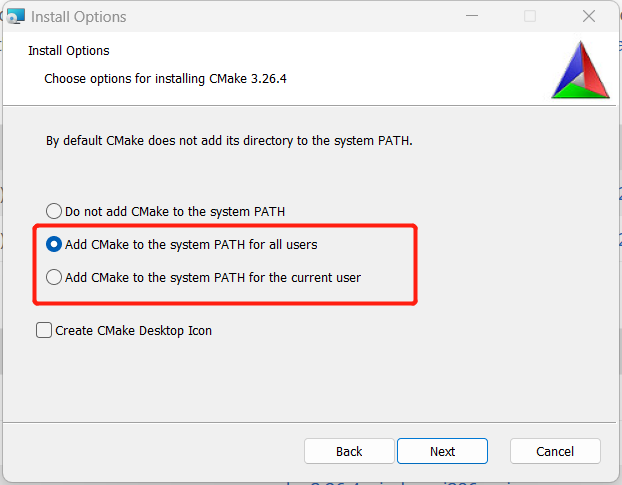 Install Options
Install Options
Choose options for installing CMake 3.26.4
By default CMake does not add its directory to the system PATH.
Do not add CMake to the system PATH
Add CMake to the system PATH for all users
Add CMake to the system PATH for the current user
Create CMake Desktop Icon
Back
Next
Cancel